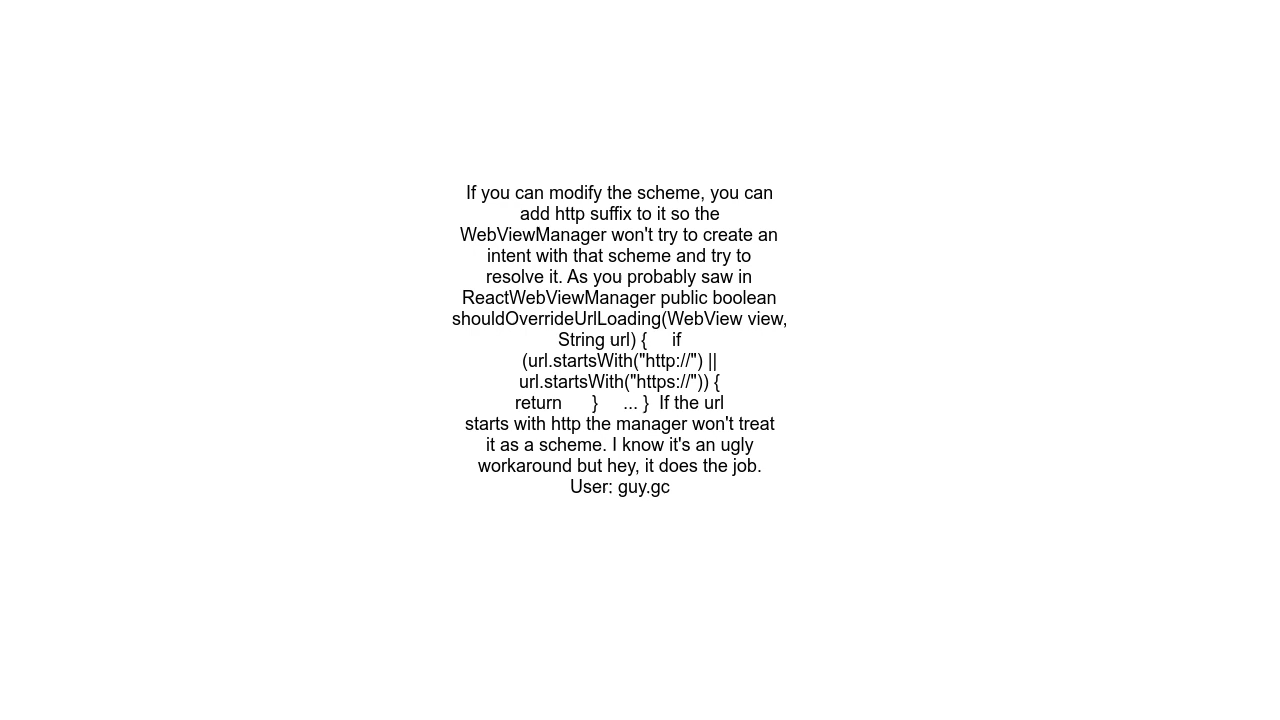 If you can modify the scheme, you can
add http suffix to it so the
WebViewManager won't try to create an
intent with that scheme and try to
resolve it. As you probably saw in
ReactWebViewManager public boolean
shouldOverrideUrlLoading(WebView view,
String url) {     if
(url.startsWith("http://") ||
url.startsWith("https://")) {
return      }     ... }  If the url
starts with http the manager won't treat
it as a scheme. I know it's an ugly
workaround but hey, it does the job.
User: guy.gc